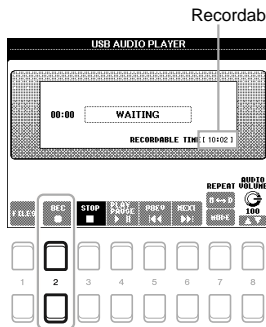 Recordab
USB AUDIO PLAYER
00:00 WAITING
RECORDABLE TIME [ 10:02 ]
REPEAT AUDIO VOLUME
FILES REC STOP PLAY PAUSE PREV NEXT MODE 100
1 2 3 4 5 6 7 8